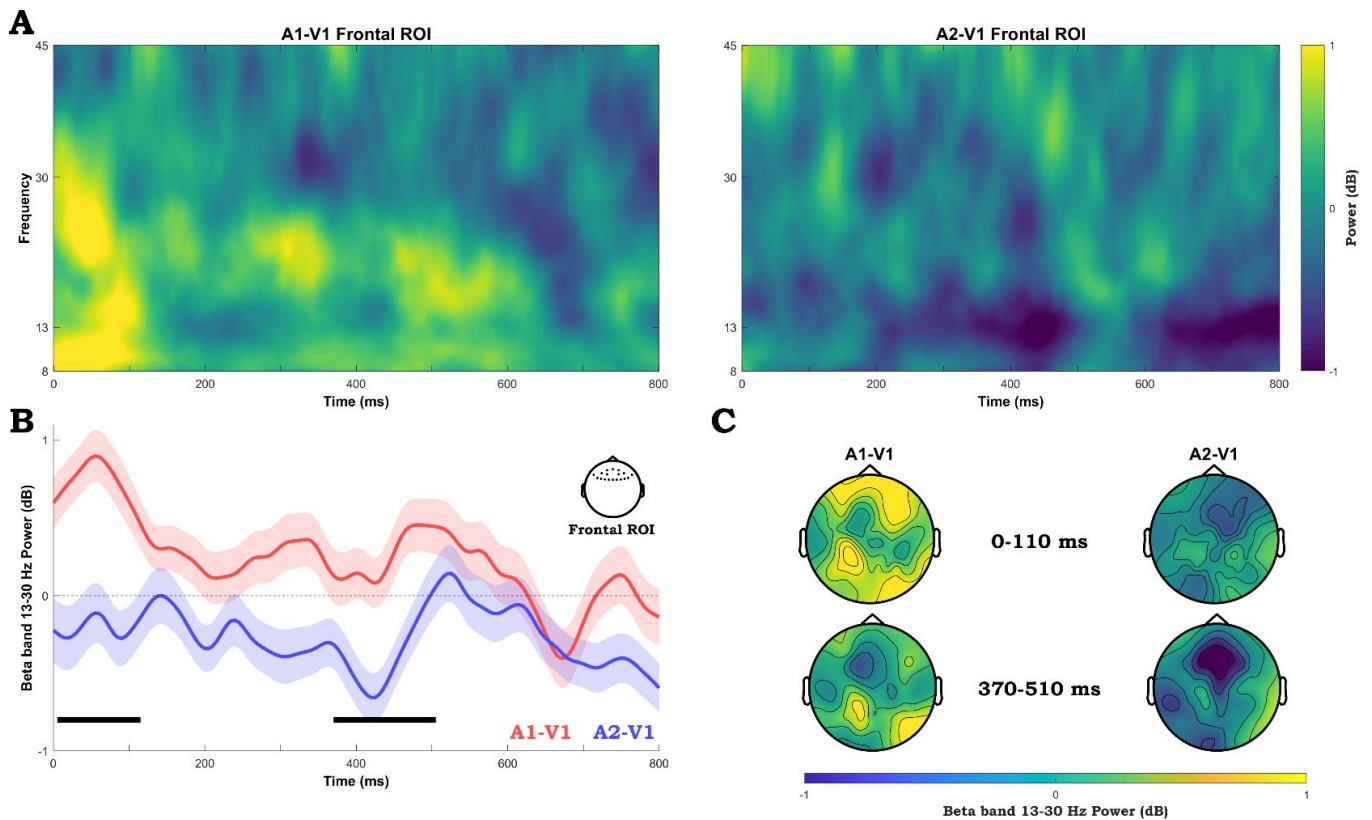 A
A1-V1 Frontal ROI
A2-V1 Frontal ROI
45
30
13
8
Frequency
0
200
400
600
800
Time (ms)
45
30
13
8
0
200
400
600
800
Time (ms)
1
0
-1
Power (dB)
B
1
0
-1
Beta band 13-30 Hz Power (dB)
Frontal ROI
A1-V1 A2-V1
0
200
400
600
800
Time (ms)
C
A1-V1
A2-V1
0-110 ms
370-510 ms
-1
0
1
Beta band 13-30 Hz Power (dB)